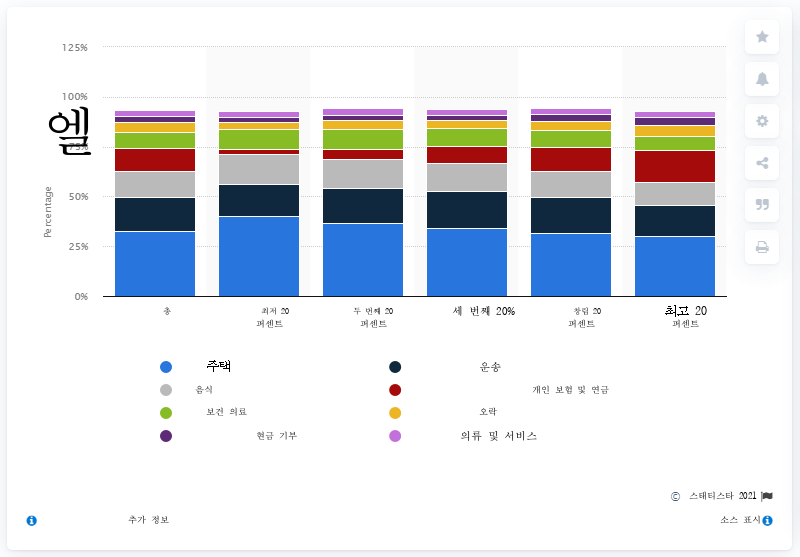 125%
100%
엘
75%
50%
25%
0%
Percentage
총
최저 20
퍼센트
두 번째 20
퍼센트
세 번째 20%
창립 20
퍼센트
최고 20
퍼센트
주택
운송
음식
개인 보험 및 연금
보건 의료
오락
현금 기부
의류 및 서비스
© 스태티스타 2021
추가 정보
소스 표시